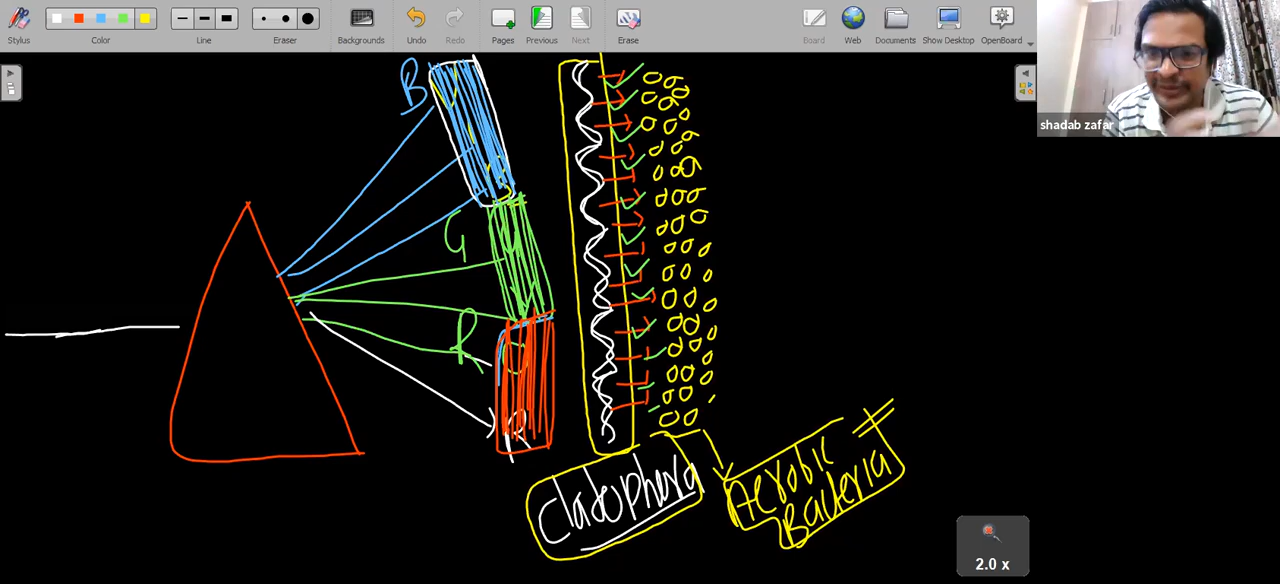 Stylus
Color
Line
Eraser
Backgrounds
Undo
Redo
Pages
Previous
Next
Erase
Board
Web
Documents
Show Desktop
OpenBoard
shadab zafar
B
G
R
R
Cladophera
Aerobic
Bacteria
2.0 x